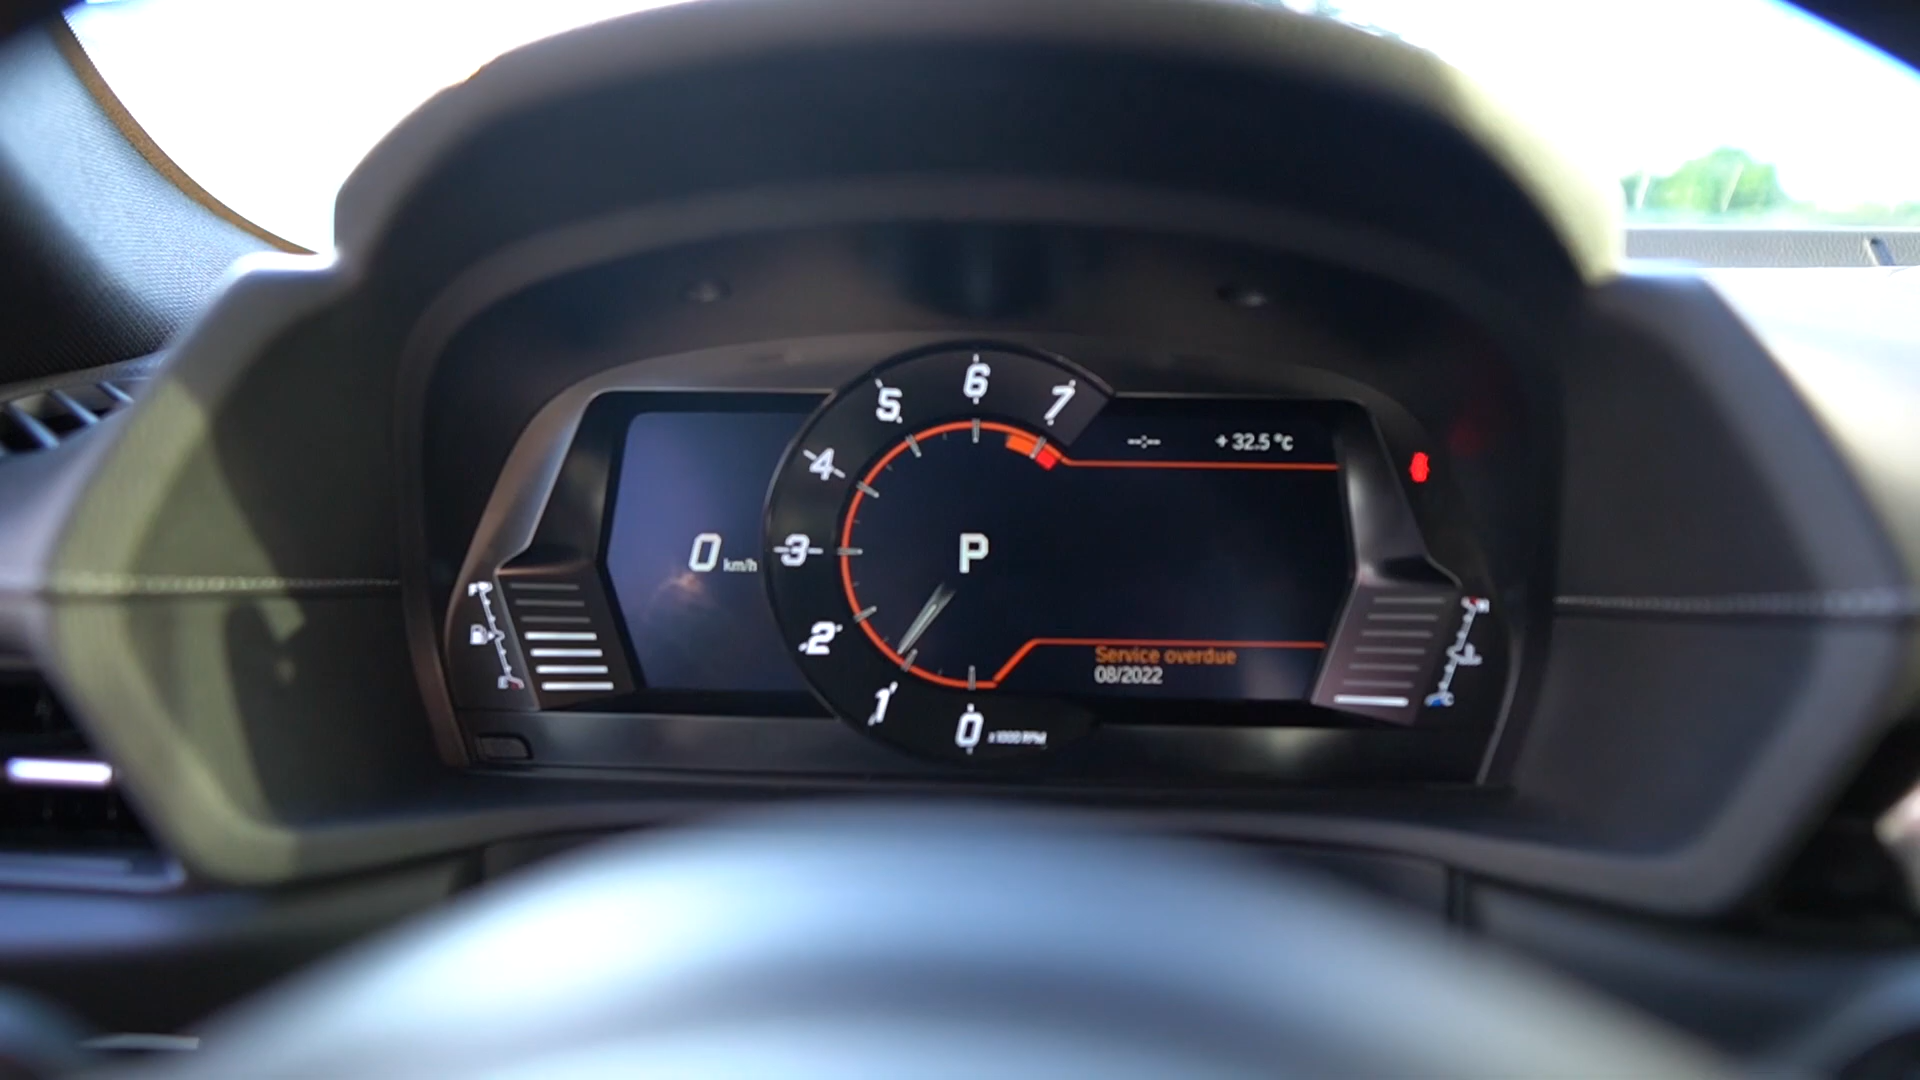 6
5
7
--:-- + 32.5 °C
4
0 km/h
3
P
2
Service overdue
08/2022
1
0 x1000 RPM